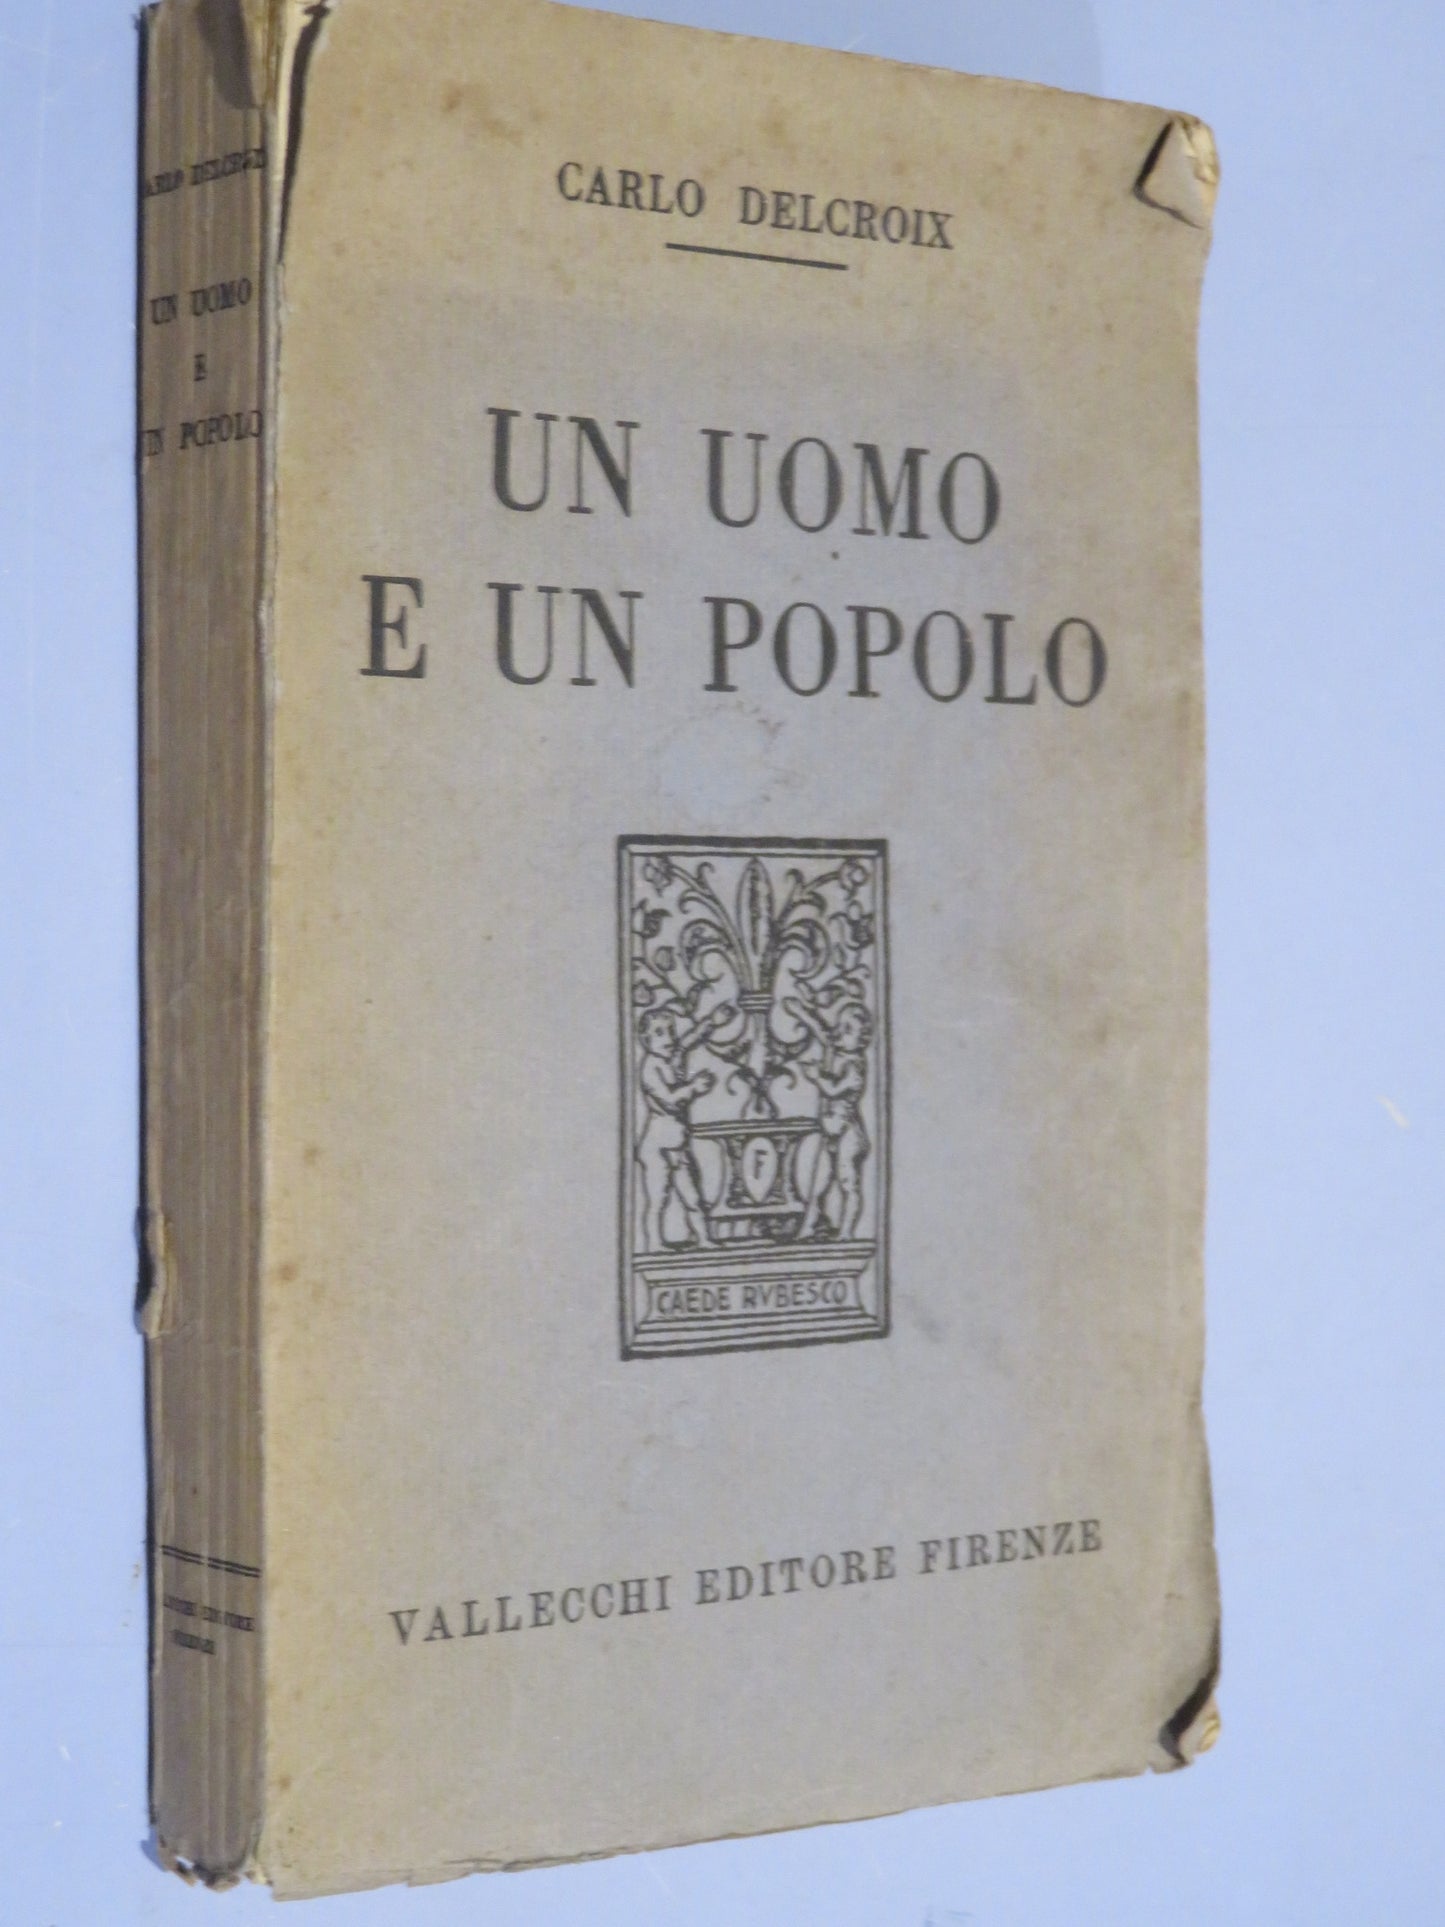 CARLO DELCROIX
UN UOMO
E UN POPOLO
F
CAEDE RVBESCO
VALLECCHI EDITORE FIRENZE
UN UOMO
E
UN POPOLO